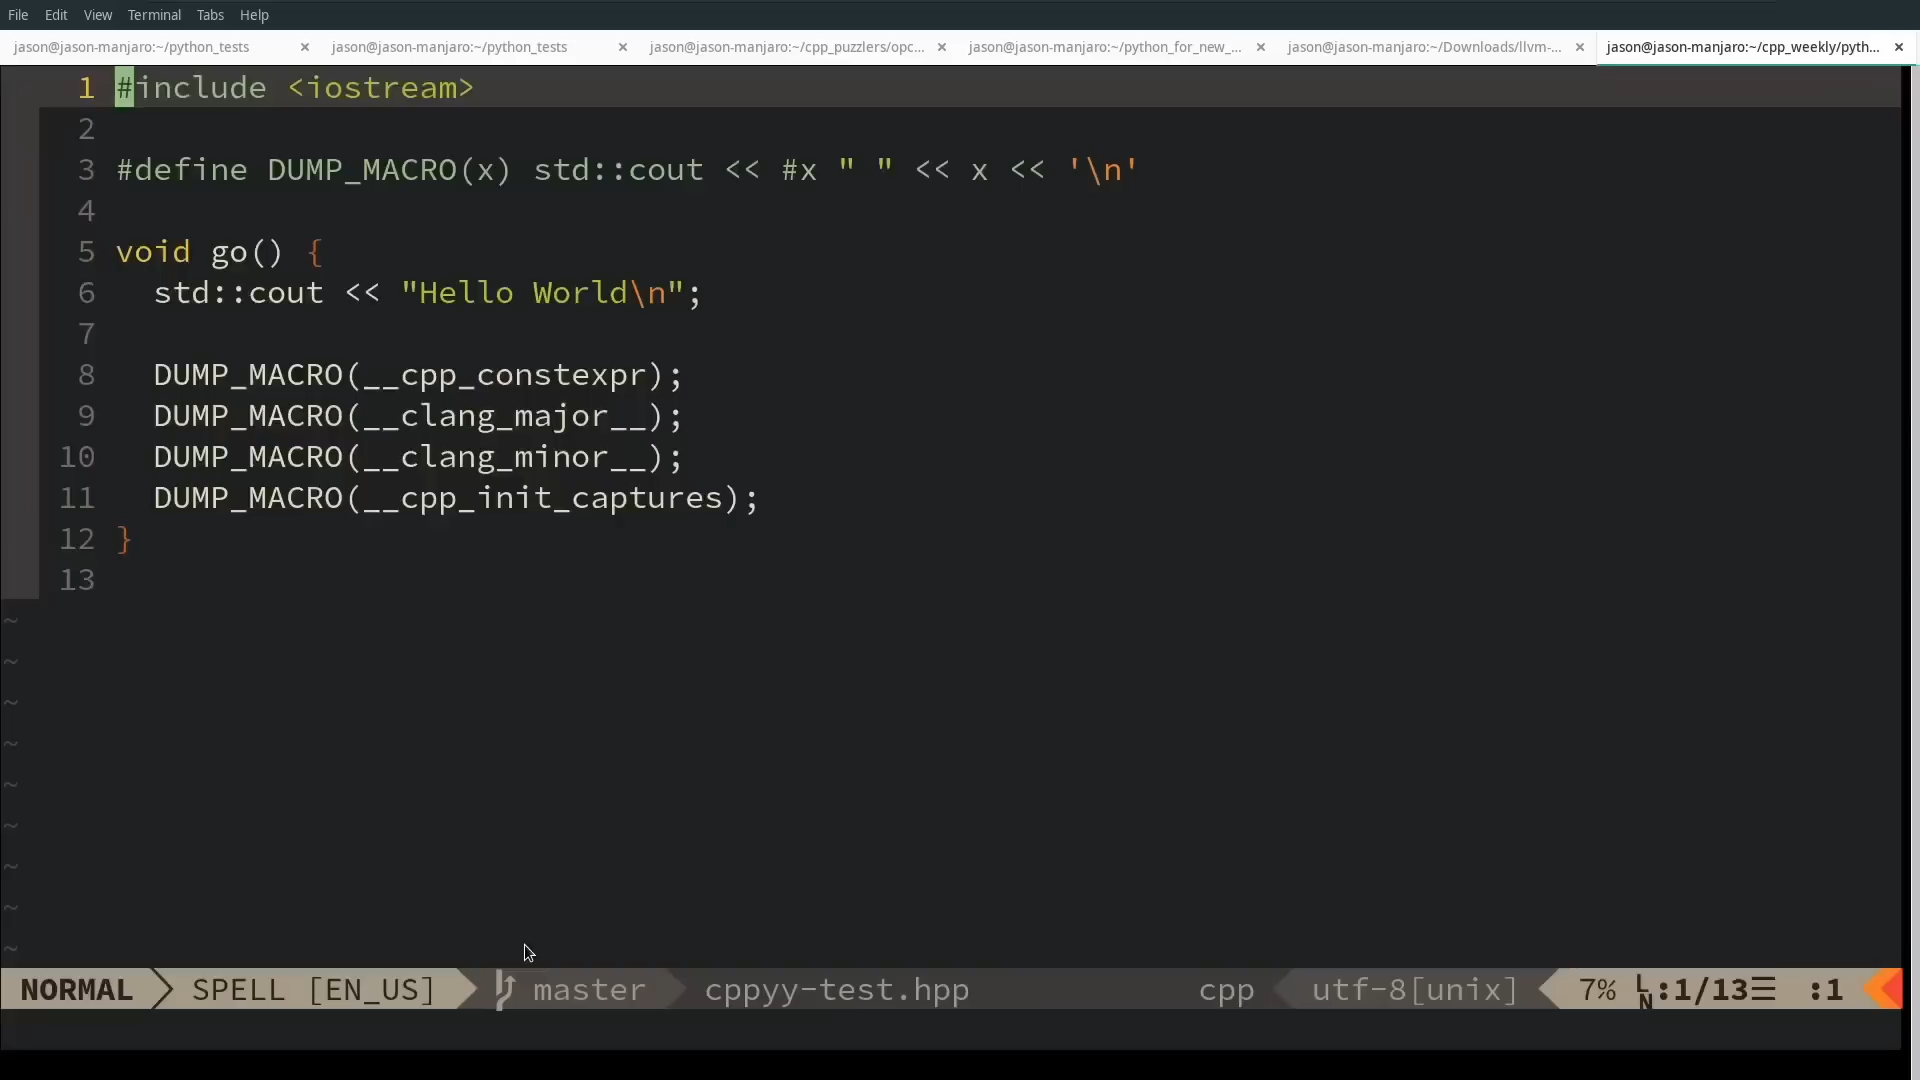 File Edit View Terminal Tabs Help
jason@jason-manjaro:~/python_tests × jason@jason-manjaro:~/python_tests × jason@jason-manjaro:~/cpp_puzzlers/opc... × jason@jason-manjaro:~/python_for_new_... × jason@jason-manjaro:~/Downloads/llvm-... × jason@jason-manjaro:~/cpp_weekly/pyth... ×
1 #include <iostream>
2
3 #define DUMP_MACRO(x) std::cout << #x " " << x << '\n'
4
5 void go() {
6   std::cout << "Hello World\n";
7
8   DUMP_MACRO(__cpp_constexpr);
9   DUMP_MACRO(__clang_major__);
10   DUMP_MACRO(__clang_minor__);
11   DUMP_MACRO(__cpp_init_captures);
12 }
13
~
~
~
~
~
~
~
~
~
NORMAL SPELL [EN_US] master cppyy-test.hpp cpp utf-8[unix] 7% LN:1/13☰ :1